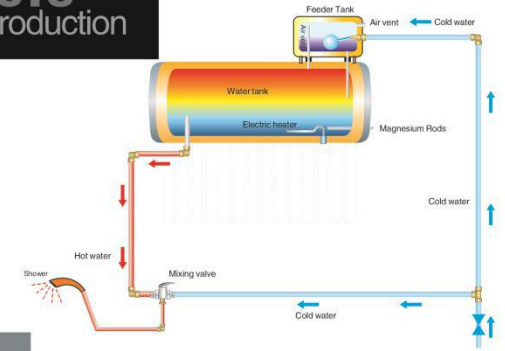 roduction
Feeder Tank
Air vent
Air vent
Cold water
Water tank
Electric heater
Magnesium Rods
Cold water
Hot water
Shower
Mixing valve
Cold water